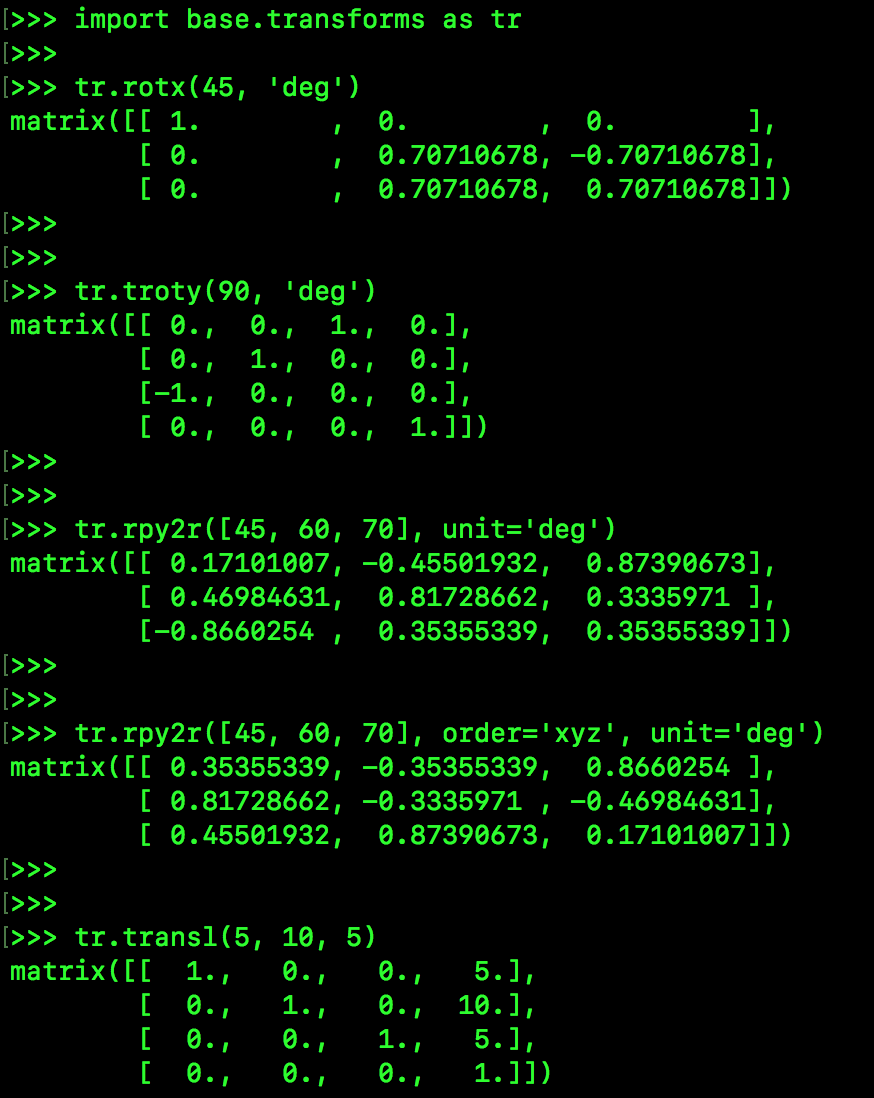 [>>> import base.transforms as tr
[>>>
[>>> tr.rotx(45, 'deg')
matrix([[ 1.        ,  0.        ,  0.        ],
        [ 0.        ,  0.70710678, -0.70710678],
        [ 0.        ,  0.70710678,  0.70710678]])
[>>>
[>>>
[>>> tr.troty(90, 'deg')
matrix([[ 0.,  0.,  1.,  0.],
        [ 0.,  1.,  0.,  0.],
        [-1.,  0.,  0.,  0.],
        [ 0.,  0.,  0.,  1.]])
[>>>
[>>>
[>>> tr.rpy2r([45, 60, 70], unit='deg')
matrix([[ 0.17101007, -0.45501932,  0.87390673],
        [ 0.46984631,  0.81728662,  0.3335971 ],
        [-0.8660254 ,  0.35355339,  0.35355339]])
[>>>
[>>>
[>>> tr.rpy2r([45, 60, 70], order='xyz', unit='deg')
matrix([[ 0.35355339, -0.35355339,  0.8660254 ],
        [ 0.81728662, -0.3335971 , -0.46984631],
        [ 0.45501932,  0.87390673,  0.17101007]])
[>>>
[>>>
[>>> tr.transl(5, 10, 5)
matrix([[  1.,   0.,   0.,   5.],
        [  0.,   1.,   0.,  10.],
        [  0.,   0.,   1.,   5.],
        [  0.,   0.,   0.,   1.]])